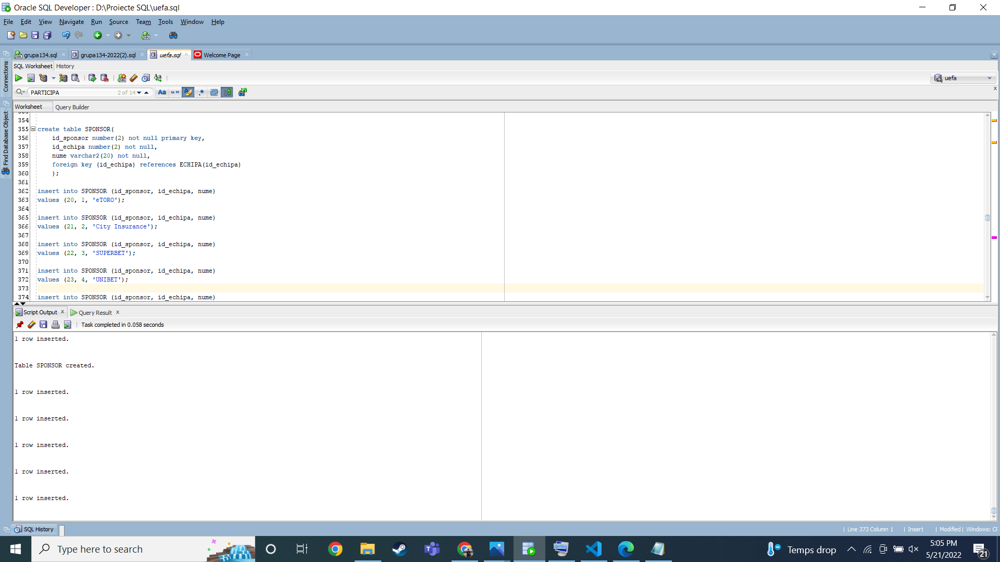 Oracle SQL Developer : D:\Proiecte SQL\uefa.sql
File Edit View Navigate Run Source Team Tools Window Help
grupa134.sql grupa134-2022(2).sql uefa.sql Welcome Page
SQL Worksheet History
uefa
PARTICIPA 2 of 14
Worksheet Query Builder
Connections
Find Database Object
354
355 create table SPONSOR(
356 id_sponsor number(2) not null primary key,
357 id_echipa number(2) not null,
358 nume varchar2(20) not null,
359 foreign key (id_echipa) references ECHIPA(id_echipa)
360 );
361
362 insert into SPONSOR (id_sponsor, id_echipa, nume)
363 values (20, 1, 'eTORO');
364
365 insert into SPONSOR (id_sponsor, id_echipa, nume)
366 values (21, 2, 'City Insurance');
367
368 insert into SPONSOR (id_sponsor, id_echipa, nume)
369 values (22, 3, 'SUPERBET');
370
371 insert into SPONSOR (id_sponsor, id_echipa, nume)
372 values (23, 4, 'UNIBET');
373
374 insert into SPONSOR (id_sponsor, id_echipa, nume)
Script Output Query Result
Task completed in 0.058 seconds
1 row inserted.
Table SPONSOR created.
1 row inserted.
1 row inserted.
1 row inserted.
1 row inserted.
1 row inserted.
SQL History
Line 373 Column 1 | Insert | Modified | Windows:
Type here to search
Temps drop
5:05 PM
5/21/2022
21